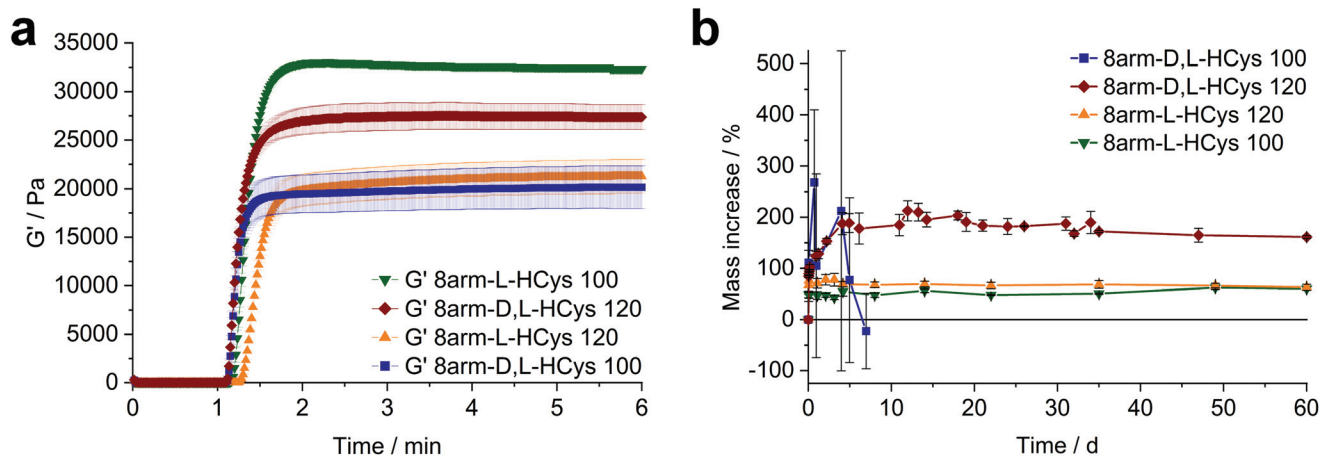 a
35000
30000
25000
20000
15000
10000
5000
0
G' / Pa
0 1 2 3 4 5 6
Time / min
G' 8arm-L-HCys 100
G' 8arm-D,L-HCys 120
G' 8arm-L-HCys 120
G' 8arm-D,L-HCys 100
b
500
400
300
200
100
0
-100
Mass increase / %
0 10 20 30 40 50 60
Time / d
8arm-D,L-HCys 100
8arm-D,L-HCys 120
8arm-L-HCys 120
8arm-L-HCys 100